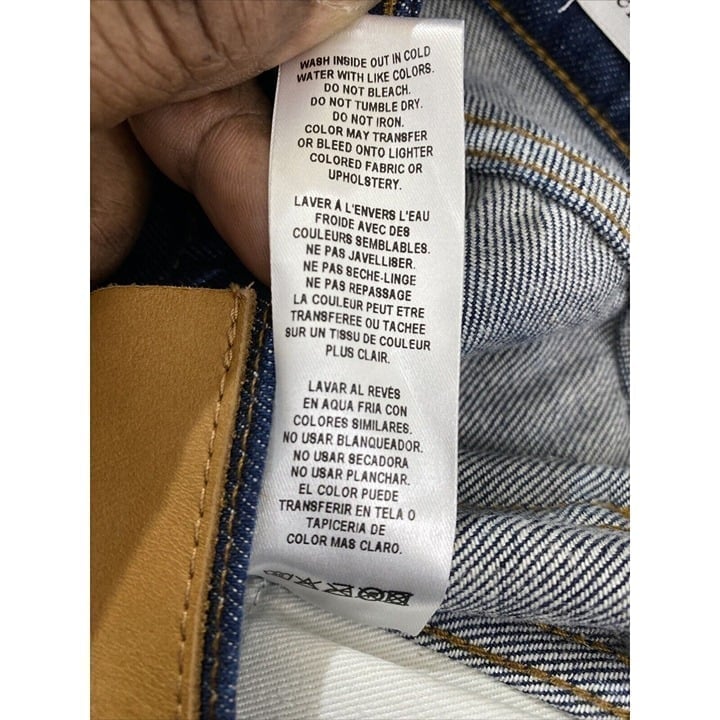 WASH INSIDE OUT IN COLD
WATER WITH LIKE COLORS.
DO NOT BLEACH.
DO NOT TUMBLE DRY.
DO NOT IRON.
COLOR MAY TRANSFER
OR BLEED ONTO LIGHTER
COLORED FABRIC OR
UPHOLSTERY.
LAVER À L'ENVERS L'EAU
FROIDE AVEC DES
COULEURS SEMBLABLES.
NE PAS JAVELLISER.
NE PAS SECHE-LINGE
NE PAS REPASSAGE
LA COULEUR PEUT ETRE
TRANSFEREE OU TACHEE
SUR UN TISSU DE COULEUR
PLUS CLAIR.
LAVAR AL REVÉS
EN AQUA FRIA CON
COLORES SIMILARES.
NO USAR BLANQUEADOR.
NO USAR SECADORA
NO USAR PLANCHAR.
EL COLOR PUEDE
TRANSFERIR EN TELA O
TAPICERIA DE
COLOR MAS CLARO.